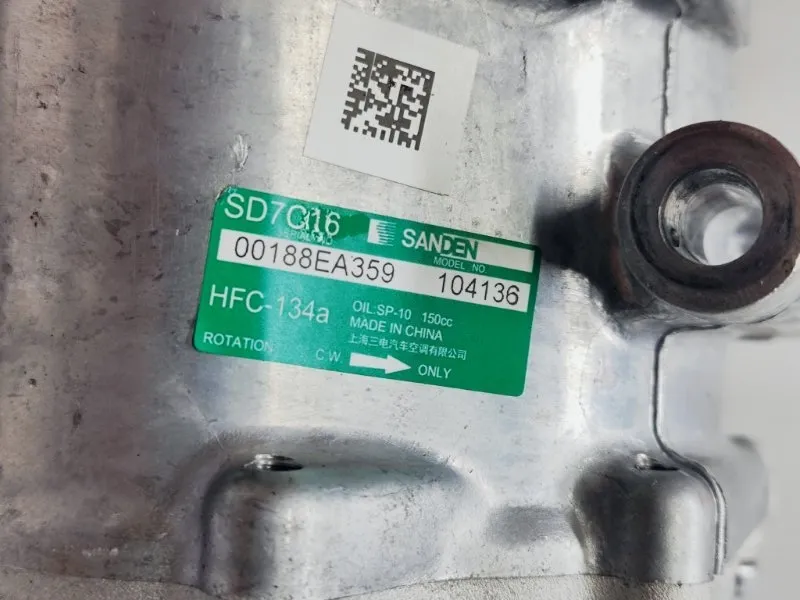 SD7C16 SANDEN
SERIAL NO. MODEL NO.
00188EA359 104136
HFC-134a OIL:SP-10 150cc
MADE IN CHINA
上海三电汽车空调有限公司
ROTATION C.W ONLY